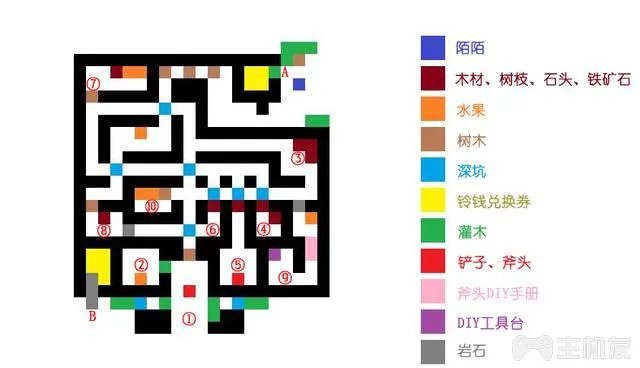 A
⑦
③
⑩
⑧
⑥
④
②
⑤
⑨
B
①
陌陌
木材、树枝、石头、铁矿石
水果
树木
深坑
铃钱兑换券
灌木
铲子、斧头
斧头DIY手册
DIY工具台
岩石
主机友